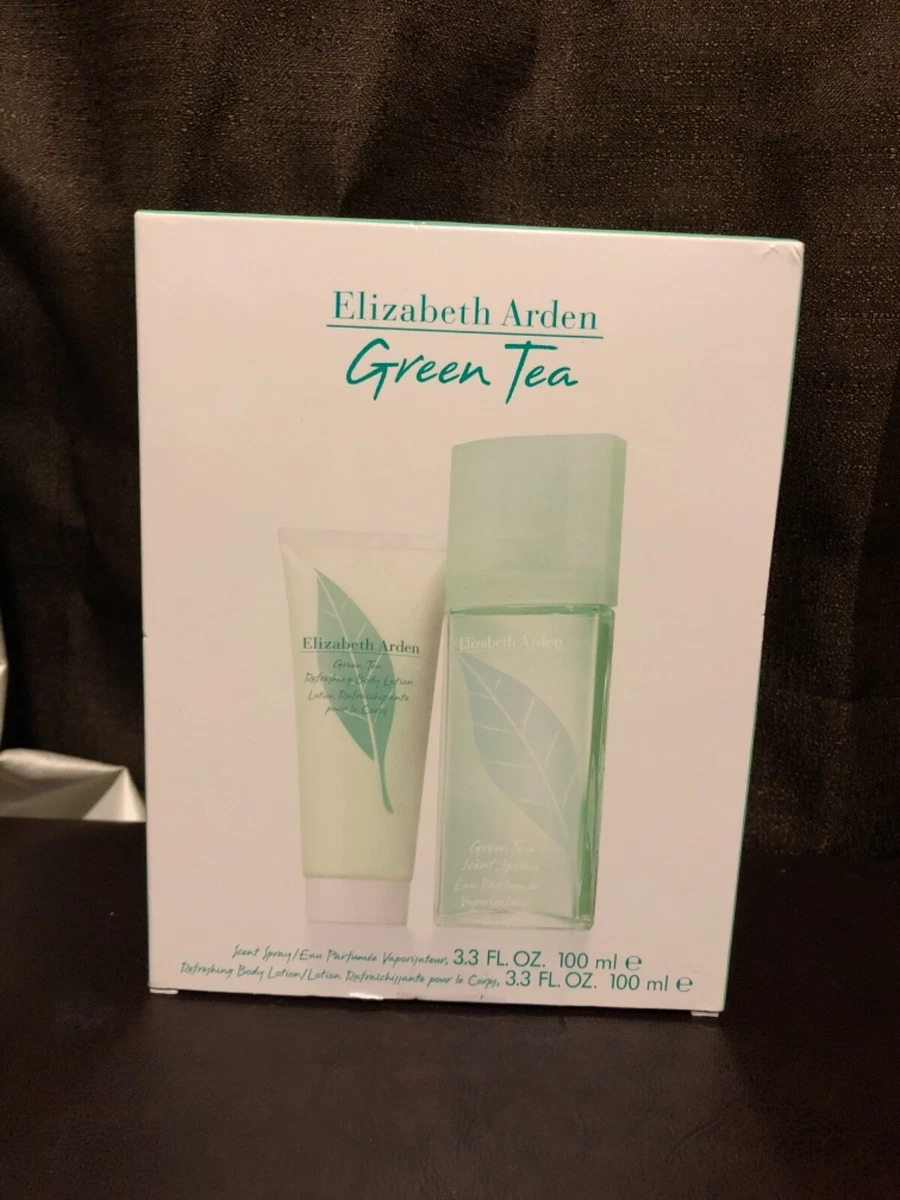 Elizabeth Arden
Green Tea
Elizabeth Arden
Green Tea
Refreshing Body Lotion
Lotion Rafraîchissante
pour le Corps
Elizabeth Arden
Green Tea
Scent Spray
Eau Parfumée
Vaporisateur
Scent Spray/Eau Parfumée Vaporisateur, 3.3 FL. OZ. 100 ml e
Refreshing Body Lotion/Lotion Rafraîchissante pour le Corps, 3.3 FL. OZ. 100 ml e